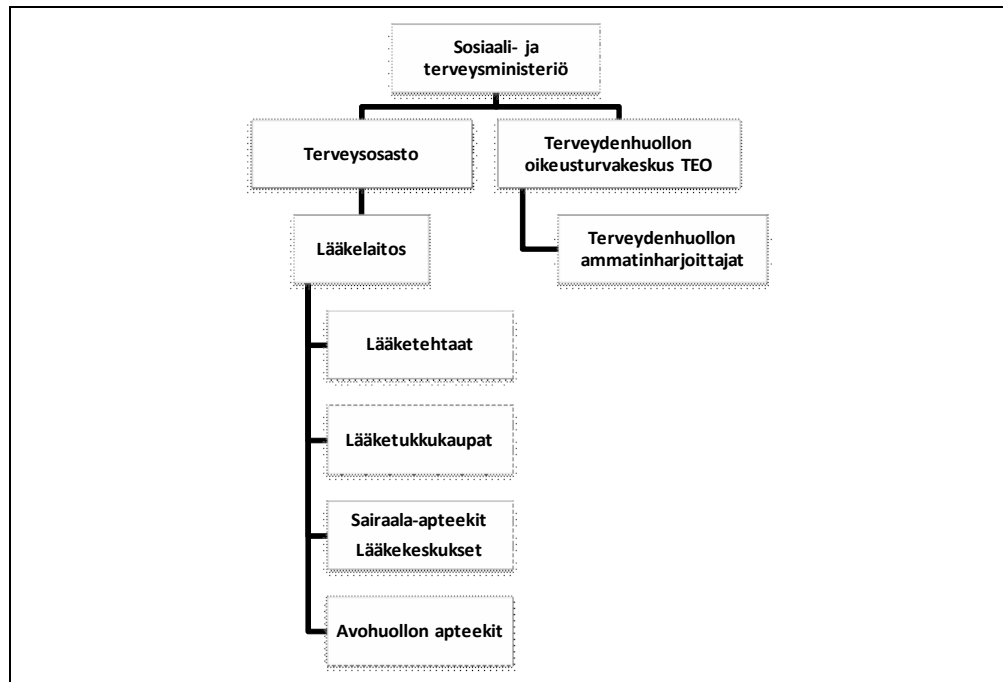 Sosiaali- ja
terveysministeriö
Terveysosasto
Terveydenhuollon
oikeusturvakeskus TEO
Lääkelaitos
Terveydenhuollon
ammatinharjoittajat
Lääketehtaat
Lääketukkukaupat
Sairaala-apteekit
Lääkekeskukset
Avohuollon apteekit